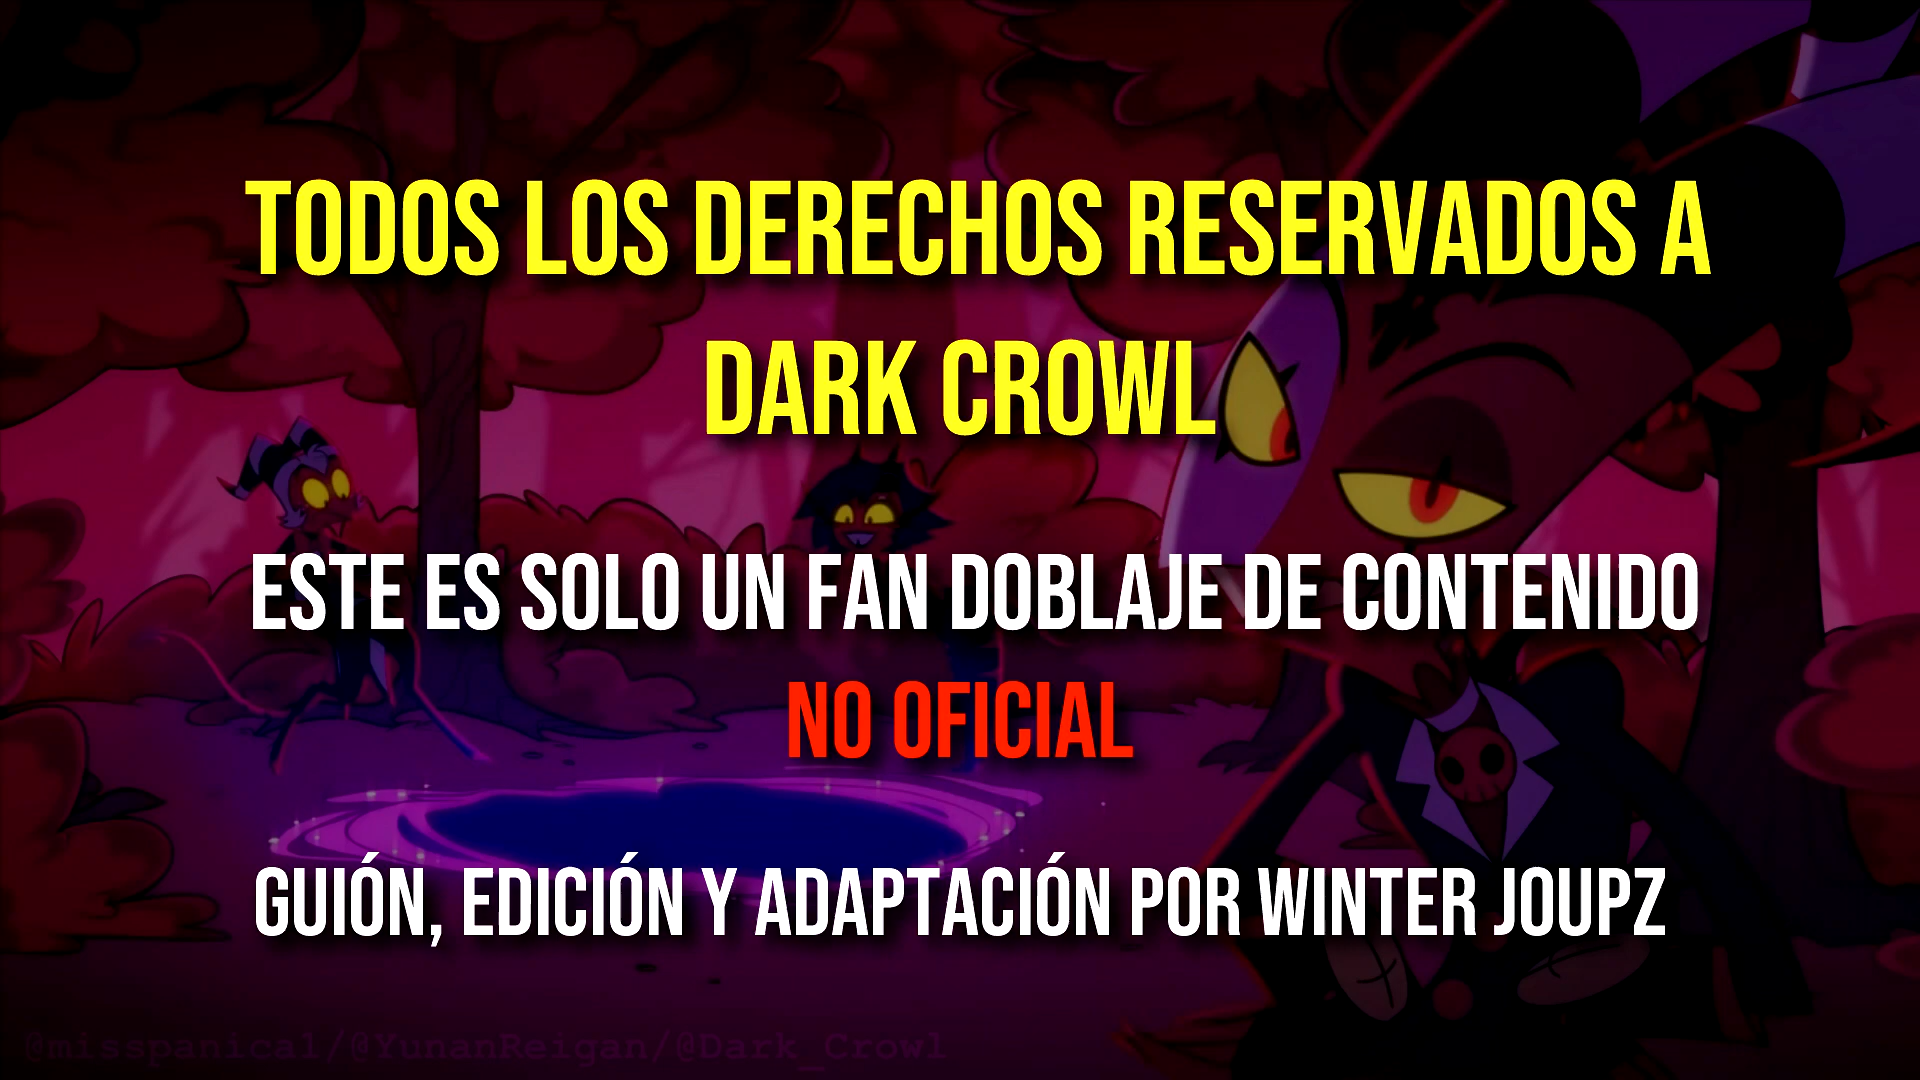 TODOS LOS DERECHOS RESERVADOS A
DARK CROWL
ESTE ES SOLO UN FAN DOBLAJE DE CONTENIDO
NO OFICIAL
GUIÓN, EDICIÓN Y ADAPTACIÓN POR WINTER JOUPZ
@misspanical/@YunanReigan/@Dark_Crowl